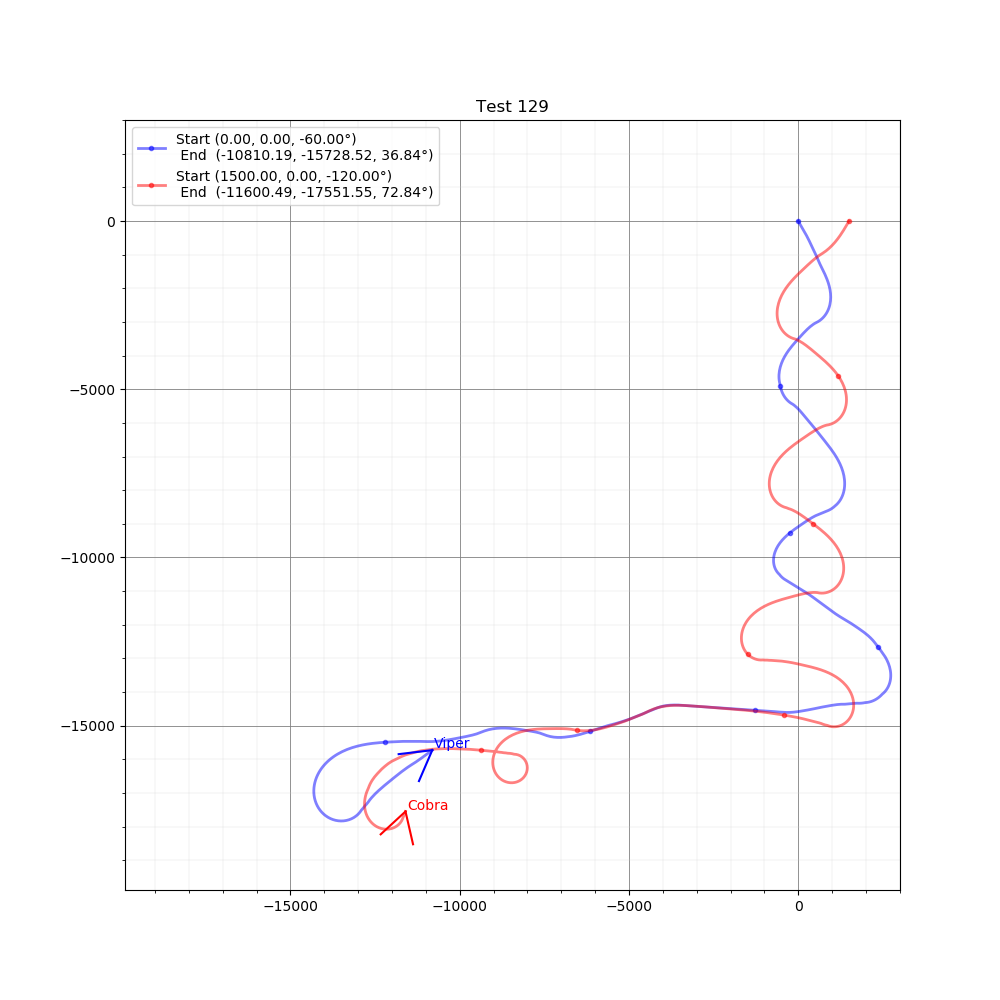 Test 129
Start (0.00, 0.00, -60.00°)
End  (-10810.19, -15728.52, 36.84°)
Start (1500.00, 0.00, -120.00°)
End  (-11600.49, -17551.55, 72.84°)
0
−5000
−10000
−15000
Viper
Cobra
−15000
−10000
−5000
0